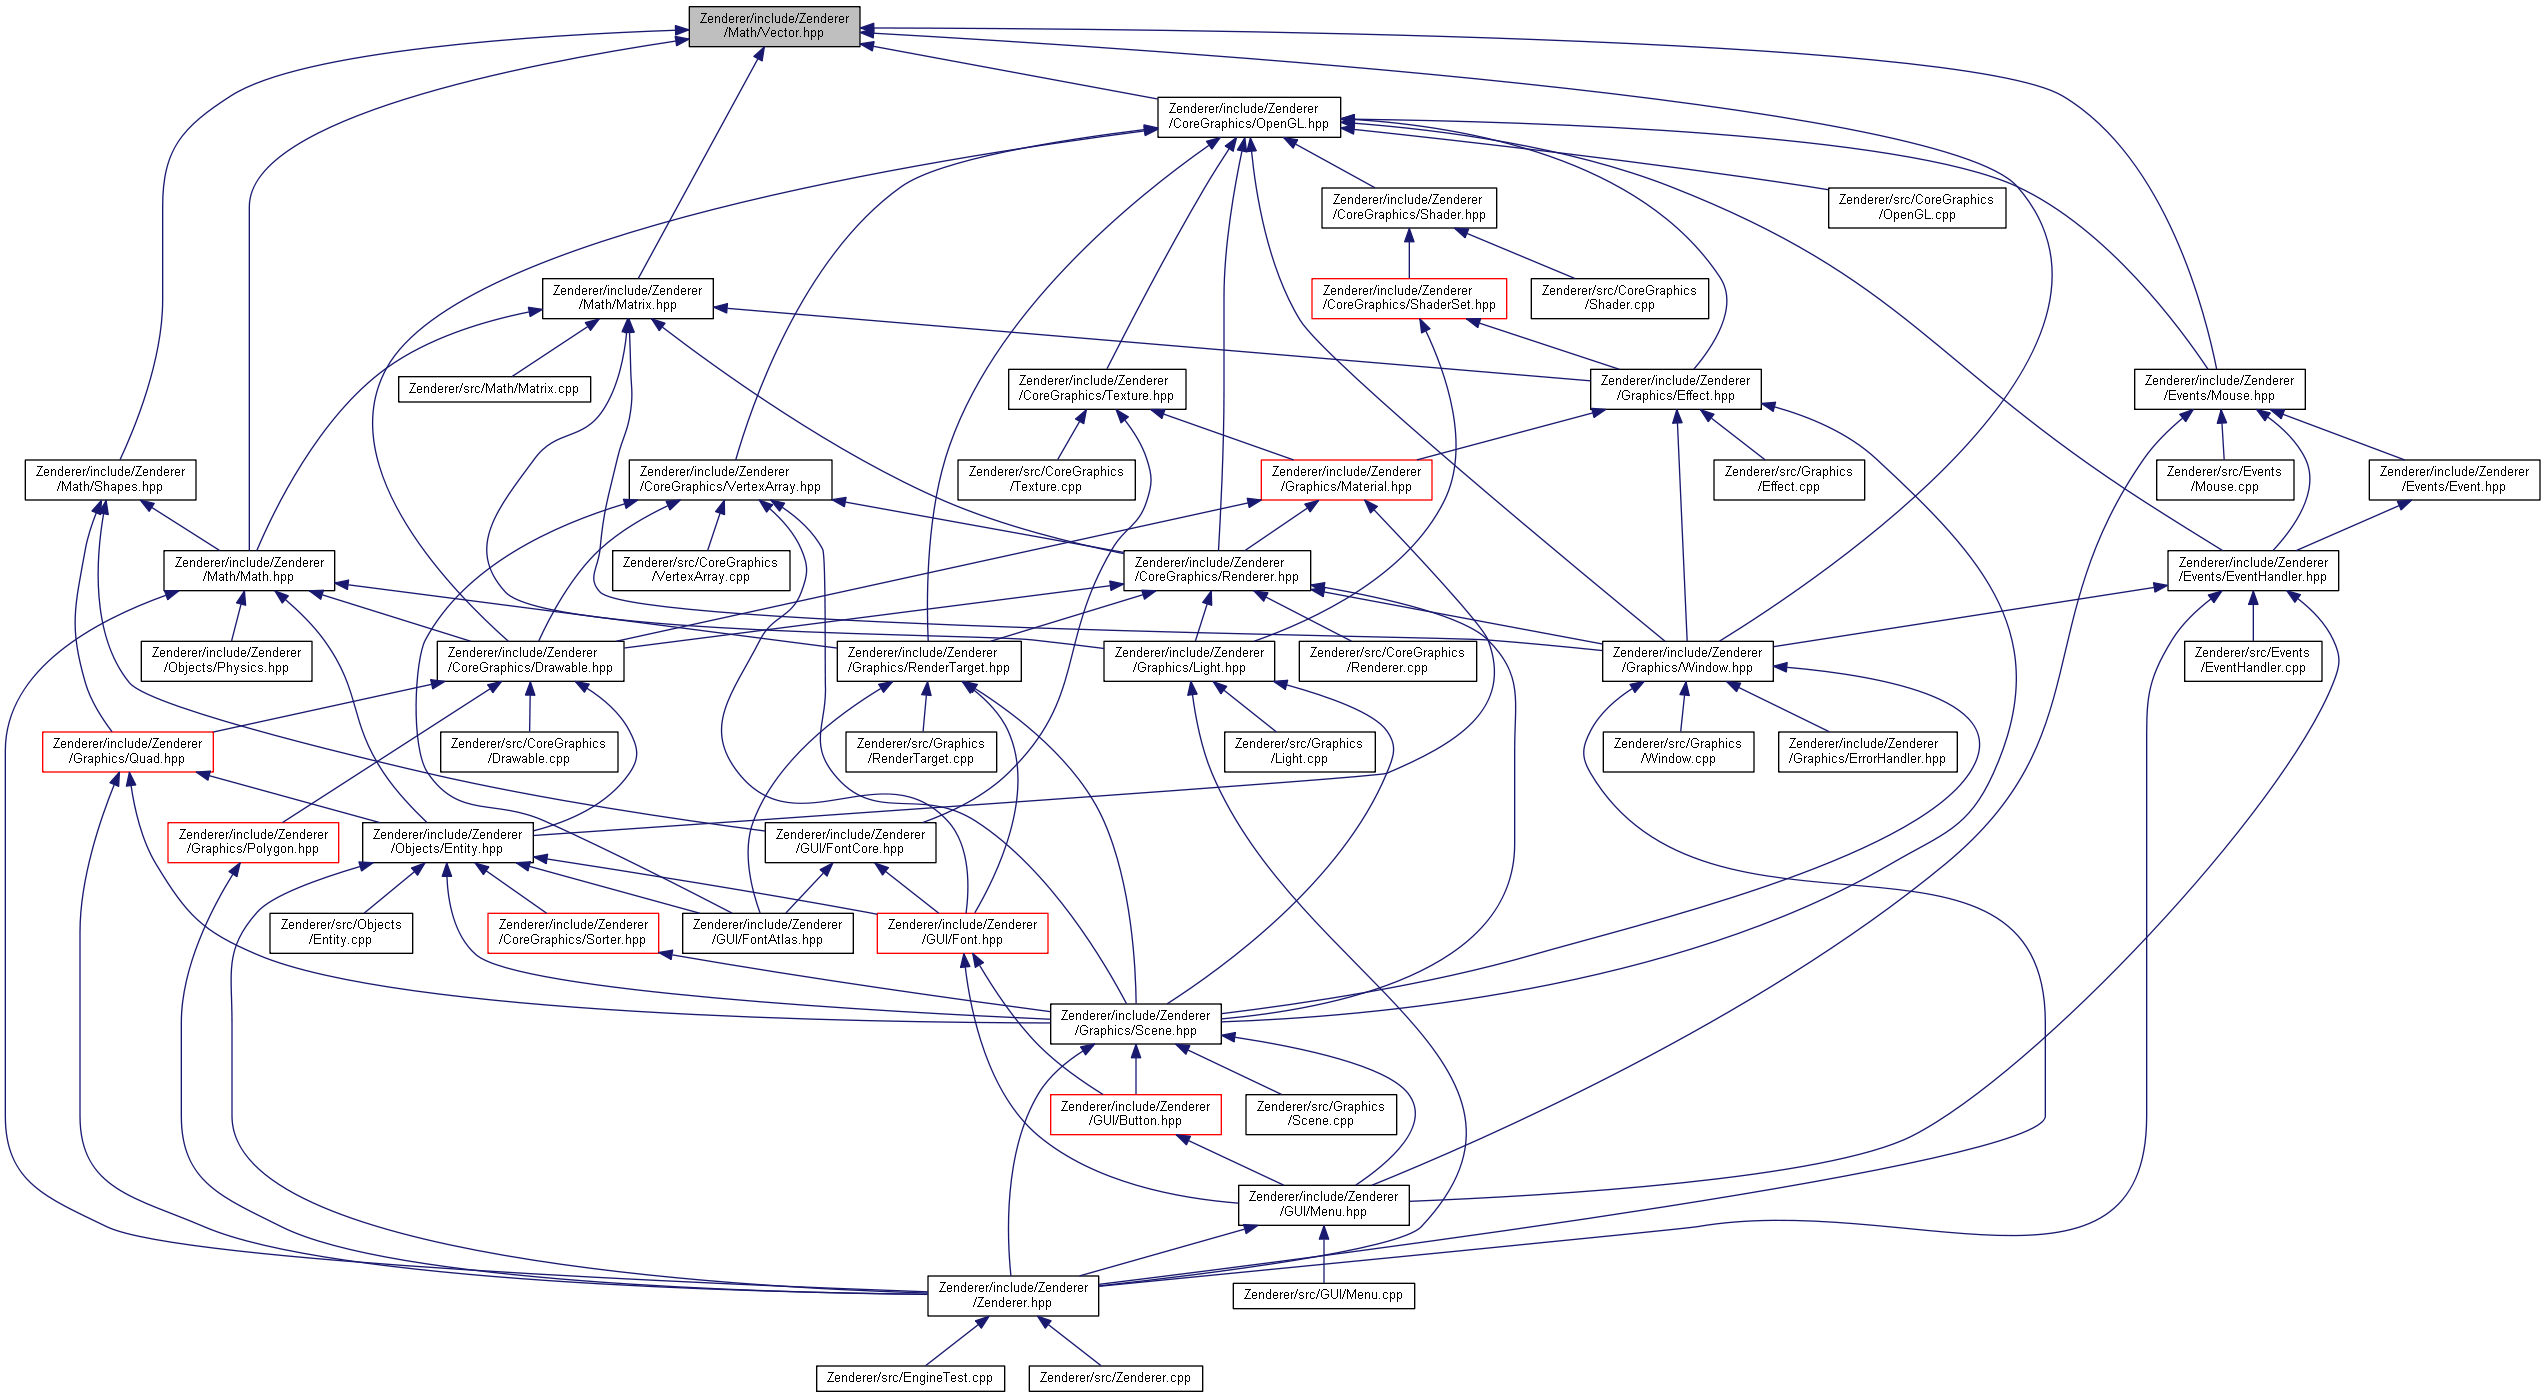 Zenderer/include/Zenderer
/Math/Vector.hpp
Zenderer/include/Zenderer
/CoreGraphics/OpenGL.hpp
Zenderer/include/Zenderer
/CoreGraphics/Shader.hpp
Zenderer/src/CoreGraphics
/OpenGL.cpp
Zenderer/include/Zenderer
/Math/Matrix.hpp
Zenderer/include/Zenderer
/CoreGraphics/ShaderSet.hpp
Zenderer/src/CoreGraphics
/Shader.cpp
Zenderer/src/Math/Matrix.cpp
Zenderer/include/Zenderer
/CoreGraphics/Texture.hpp
Zenderer/include/Zenderer
/Graphics/Effect.hpp
Zenderer/include/Zenderer
/Events/Mouse.hpp
Zenderer/include/Zenderer
/Math/Shapes.hpp
Zenderer/include/Zenderer
/CoreGraphics/VertexArray.hpp
Zenderer/src/CoreGraphics
/Texture.cpp
Zenderer/include/Zenderer
/Graphics/Material.hpp
Zenderer/src/Graphics
/Effect.cpp
Zenderer/src/Events
/Mouse.cpp
Zenderer/include/Zenderer
/Events/Event.hpp
Zenderer/include/Zenderer
/Math/Math.hpp
Zenderer/src/CoreGraphics
/VertexArray.cpp
Zenderer/include/Zenderer
/CoreGraphics/Renderer.hpp
Zenderer/include/Zenderer
/Events/EventHandler.hpp
Zenderer/include/Zenderer
/Objects/Physics.hpp
Zenderer/include/Zenderer
/CoreGraphics/Drawable.hpp
Zenderer/include/Zenderer
/Graphics/RenderTarget.hpp
Zenderer/include/Zenderer
/Graphics/Light.hpp
Zenderer/src/CoreGraphics
/Renderer.cpp
Zenderer/include/Zenderer
/Graphics/Window.hpp
Zenderer/src/Events
/EventHandler.cpp
Zenderer/include/Zenderer
/Graphics/Quad.hpp
Zenderer/src/CoreGraphics
/Drawable.cpp
Zenderer/src/Graphics
/RenderTarget.cpp
Zenderer/src/Graphics
/Light.cpp
Zenderer/src/Graphics
/Window.cpp
Zenderer/include/Zenderer
/Graphics/ErrorHandler.hpp
Zenderer/include/Zenderer
/Graphics/Polygon.hpp
Zenderer/include/Zenderer
/Objects/Entity.hpp
Zenderer/include/Zenderer
/GUI/FontCore.hpp
Zenderer/src/Objects
/Entity.cpp
Zenderer/include/Zenderer
/CoreGraphics/Sorter.hpp
Zenderer/include/Zenderer
/GUI/FontAtlas.hpp
Zenderer/include/Zenderer
/GUI/Font.hpp
Zenderer/include/Zenderer
/Graphics/Scene.hpp
Zenderer/include/Zenderer
/GUI/Button.hpp
Zenderer/src/Graphics
/Scene.cpp
Zenderer/include/Zenderer
/GUI/Menu.hpp
Zenderer/include/Zenderer
/Zenderer.hpp
Zenderer/src/GUI/Menu.cpp
Zenderer/src/EngineTest.cpp
Zenderer/src/Zenderer.cpp